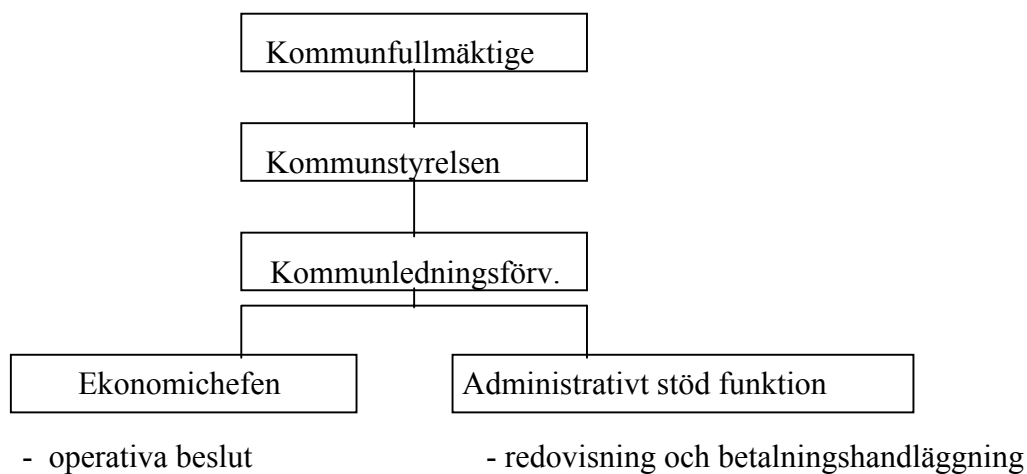 Kommunfullmäktige
Kommunstyrelsen
Kommunledningsförv.
Ekonomichefen
Administrativt stöd funktion
- operativa beslut
- redovisning och betalningshandläggning